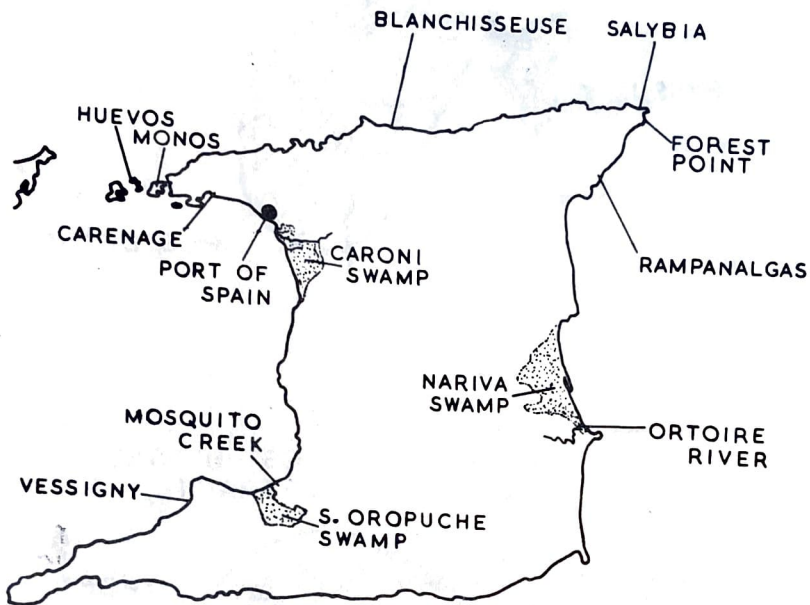 BLANCHISSEUSE
SALYBIA
HUEVOS
MONOS
FOREST
POINT
CARENAGE
PORT OF
SPAIN
CARONI
SWAMP
RAMPANALGAS
NARIVA
SWAMP
MOSQUITO
CREEK
ORTOIRE
RIVER
VESSIGNY
S. OROPUCHE
SWAMP